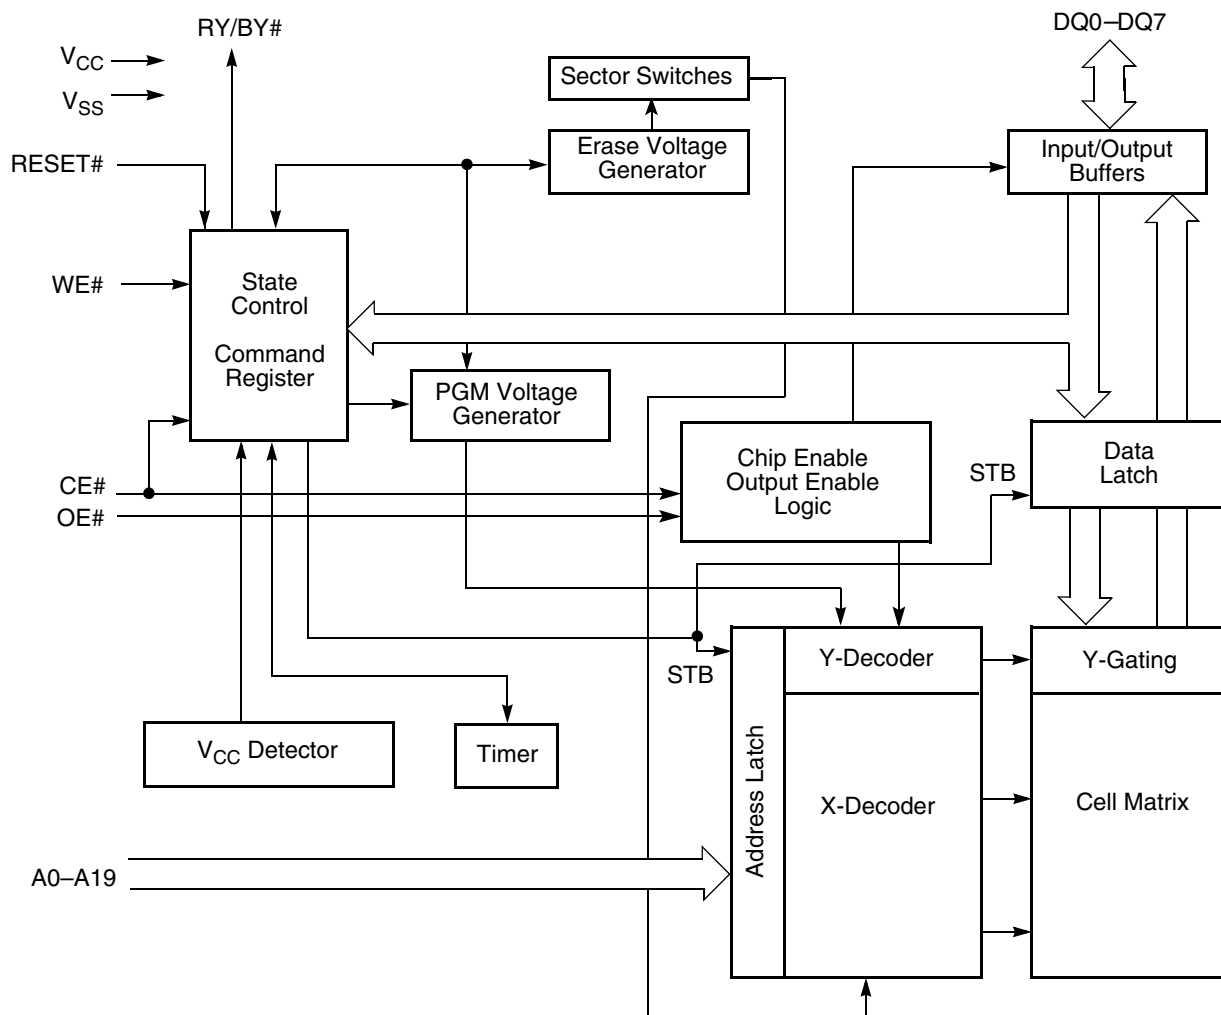 RY/BY#
DQ0–DQ7
VCC
VSS
Sector Switches
RESET#
Erase Voltage
Generator
Input/Output
Buffers
WE#
State
Control
Command
Register
PGM Voltage
Generator
Chip Enable
Output Enable
Logic
Data
Latch
STB
CE#
OE#
STB
Y-Decoder
Y-Gating
VCC Detector
Timer
Address Latch
X-Decoder
Cell Matrix
A0–A19